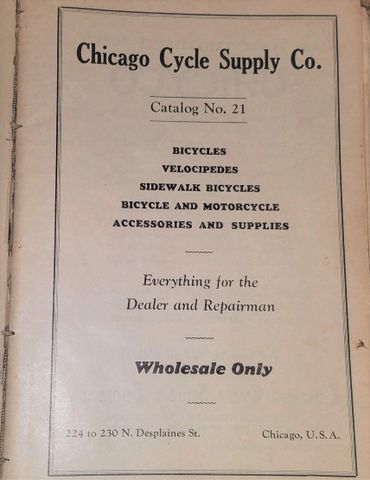 Chicago Cycle Supply Co.
Catalog No. 21
BICYCLES
VELOCIPEDES
SIDEWALK BICYCLES
BICYCLE AND MOTORCYCLE
ACCESSORIES AND SUPPLIES
Everything for the
Dealer and Repairman
Wholesale Only
224 to 230 N. Desplaines St. Chicago, U.S.A.